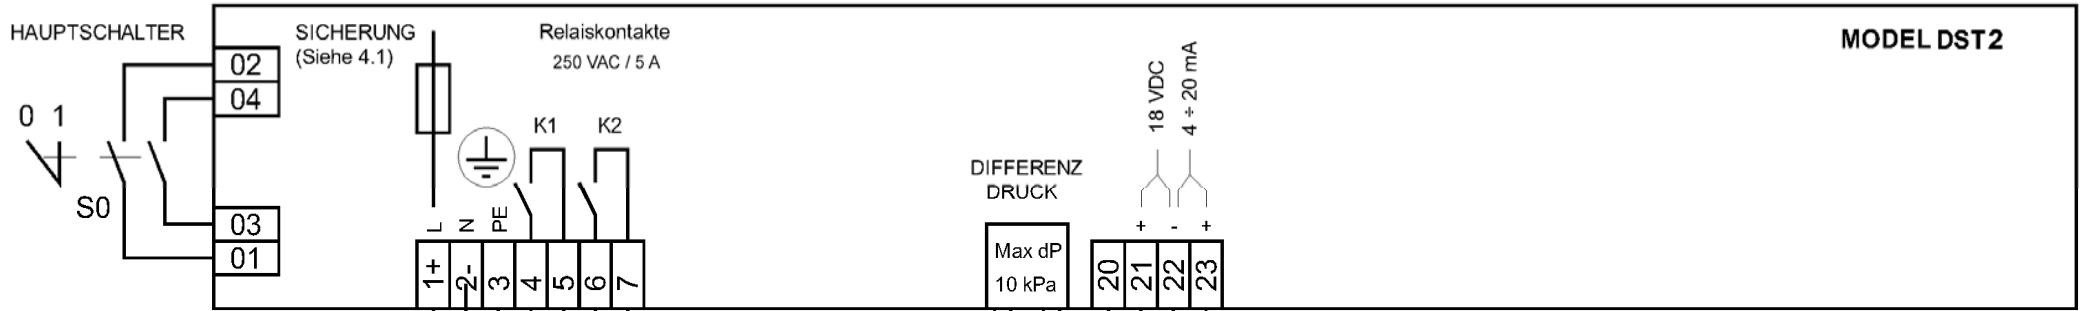 HAUPTSCHALTER
02
04
0 1
S0
03
01
SICHERUNG
(Siehe 4.1)
Relaiskontakte
250 VAC / 5 A
K1 K2
L N PE
1+ 2- 3 4 5 6 7
DIFFERENZ
DRUCK
Max dP
10 kPa
18 VDC
4 ÷ 20 mA
+ - +
20 21 22 23
MODEL DST2